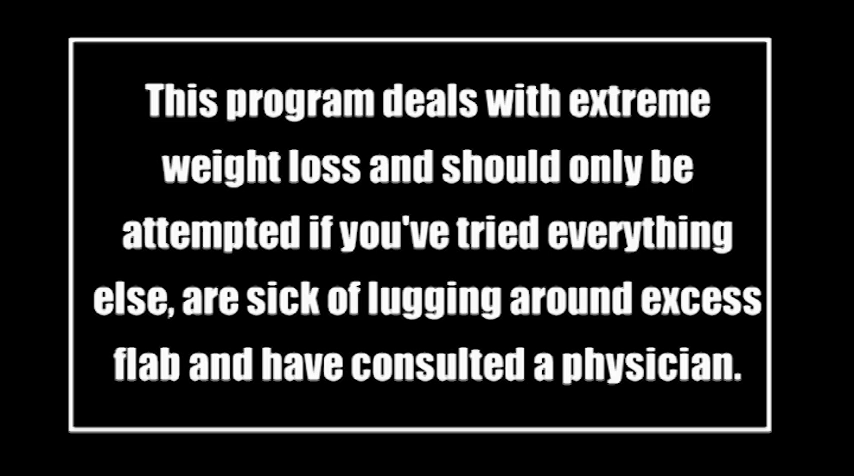 This program deals with extreme
weight loss and should only be
attempted if you've tried everything
else, are sick of lugging around excess
flab and have consulted a physician.